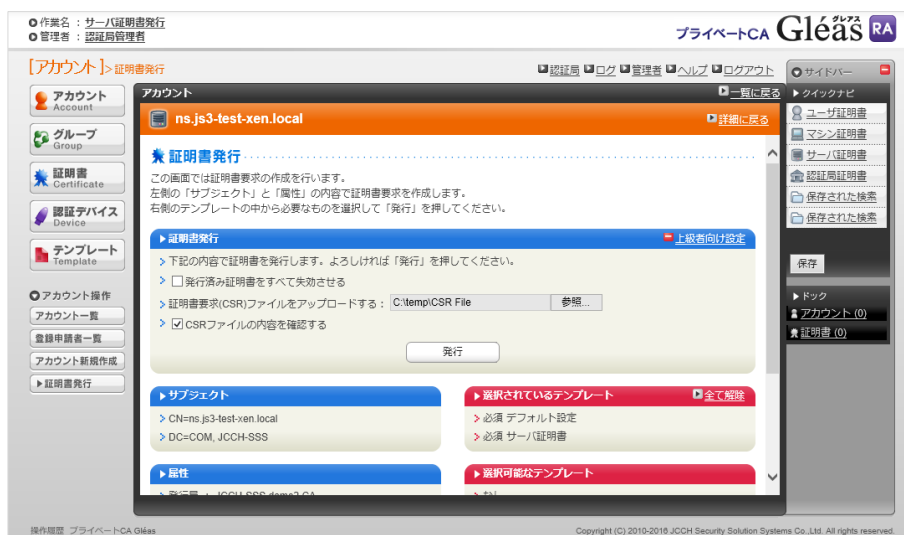 作業名 : サーバ証明書発行
管理者 : 認証局管理者
プライベートCA Gléas グレアス RA
[アカウント]>証明書発行
認証局 ログ 管理者 ヘルプ ログアウト
サイドバー
アカウント
Account
グループ
Group
証明書
Certificate
認証デバイス
Device
テンプレート
Template
アカウント操作
アカウント一覧
登録申請者一覧
アカウント新規作成
証明書発行
アカウント
一覧に戻る
ns.js3-test-xen.local
詳細に戻る
証明書発行
この画面では証明書要求の作成を行います。
左側の「サブジェクト」と「属性」の内容で証明書要求を作成します。
右側のテンプレートの中から必要なものを選択して「発行」を押してください。
証明書発行
上級者向け設定
下記の内容で証明書を発行します。よろしければ「発行」を押してください。
発行済み証明書をすべて失効させる
証明書要求(CSR)ファイルをアップロードする: C:\temp\CSR File 参照...
CSRファイルの内容を確認する
発行
サブジェクト
CN=ns.js3-test-xen.local
DC=COM, JCCH-SSS
選択されているテンプレート
全て解除
必須 デフォルト設定
必須 サーバ証明書
属性
発行局 : JCCH-SSS demo2 CA
選択可能なテンプレート
なし
クイックナビ
ユーザ証明書
マシン証明書
サーバ証明書
認証局証明書
保存された検索
保存された検索
保存
ドック
アカウント (0)
証明書 (0)
操作履歴 プライベートCA Gléas
Copyright (C) 2010-2016 JCCH Security Solution Systems Co.,Ltd. All rights reserved.